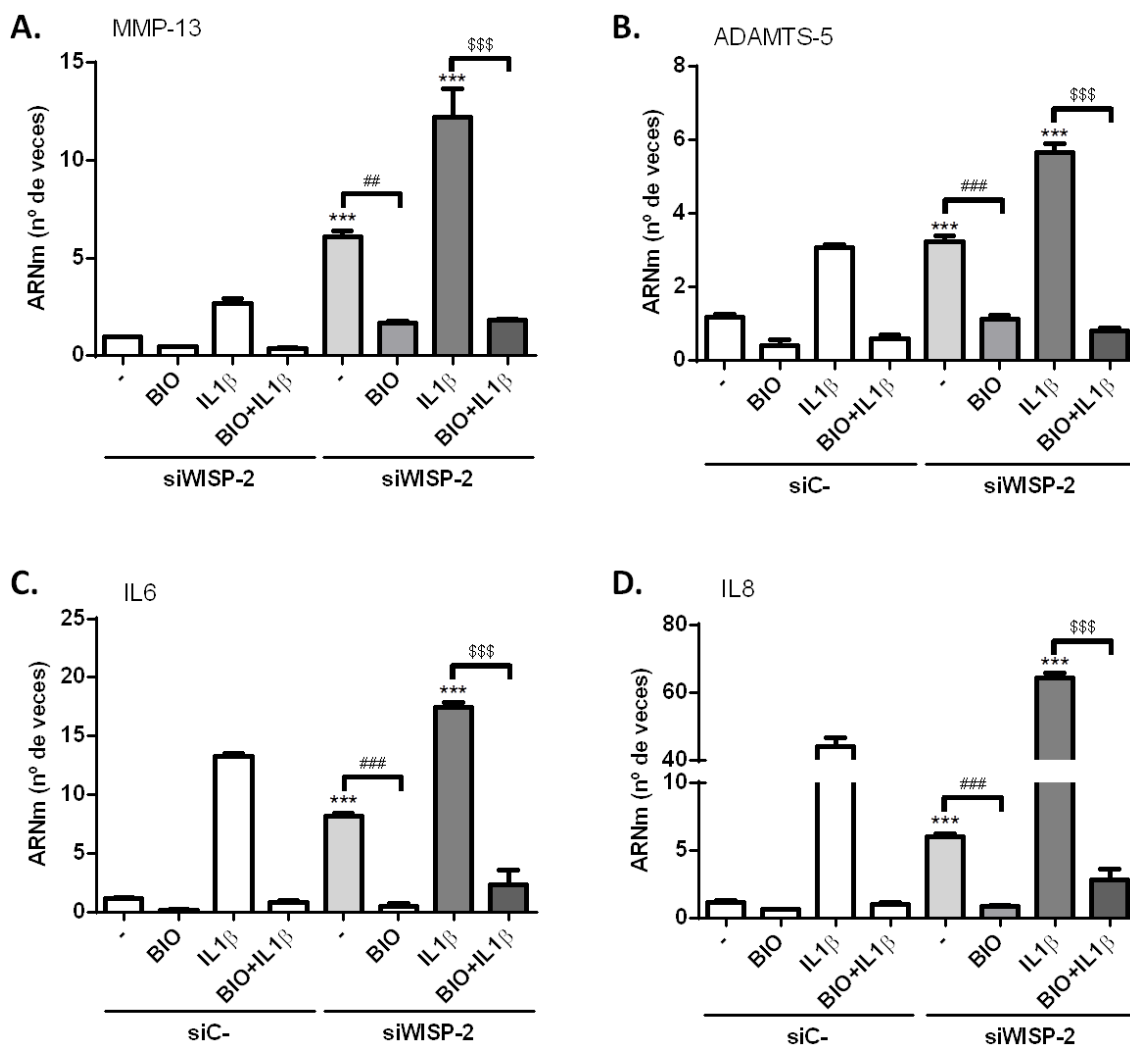 A.
MMP-13
ARNm (nº de veces)
15
10
5
0
***
##
***
$$$
- BIO IL1β BIO+IL1β - BIO IL1β BIO+IL1β
siWISP-2 siWISP-2
B.
ADAMTS-5
ARNm (nº de veces)
8
6
4
2
0
***
###
***
$$$
- BIO IL1β BIO+IL1β - BIO IL1β BIO+IL1β
siC- siWISP-2
C.
IL6
ARNm (nº de veces)
25
20
15
10
5
0
***
###
***
$$$
- BIO IL1β BIO+IL1β - BIO IL1β BIO+IL1β
siC- siWISP-2
D.
IL8
ARNm (nº de veces)
80
60
40
10
5
0
***
###
***
$$$
- BIO IL1β BIO+IL1β - BIO IL1β BIO+IL1β
siC- siWISP-2